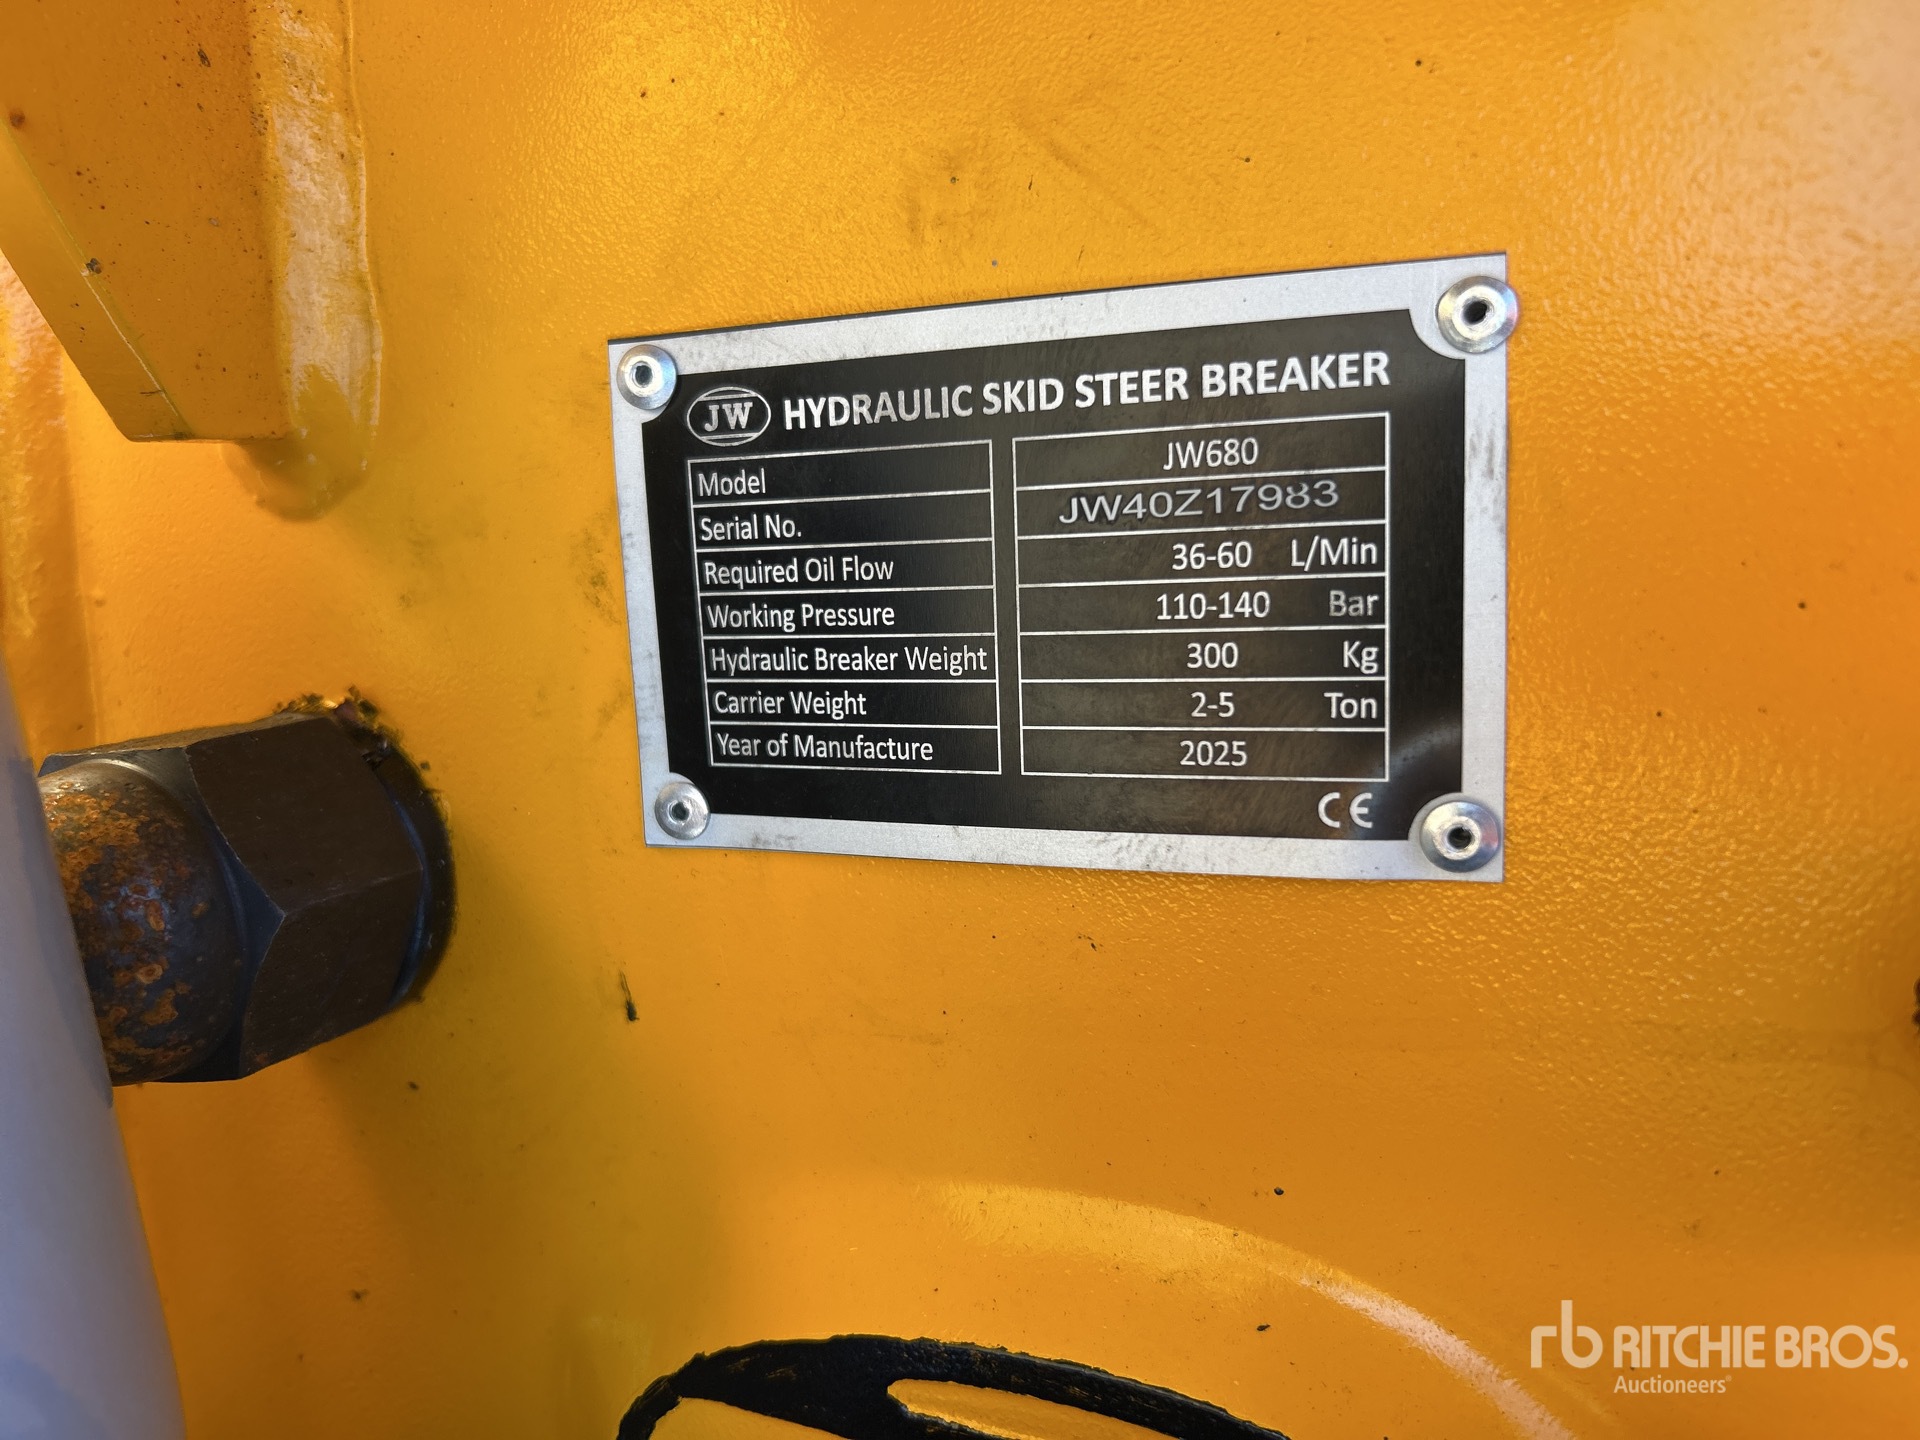 JW HYDRAULIC SKID STEER BREAKER
Model JW680
Serial No. JW40Z17983
Required Oil Flow 36-60 L/Min
Working Pressure 110-140 Bar
Hydraulic Breaker Weight 300 Kg
Carrier Weight 2-5 Ton
Year of Manufacture 2025
CE
rb RITCHIE BROS.
Auctioneers